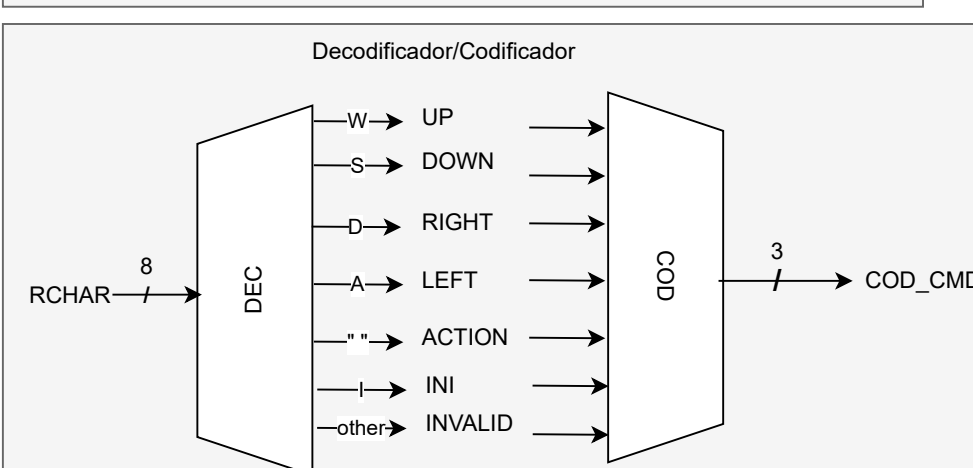 Decodificador/Codificador
W UP
S DOWN
D RIGHT
8
3
RCHAR
DEC
A LEFT
COD
COD_CMD
" " ACTION
I INI
other INVALID